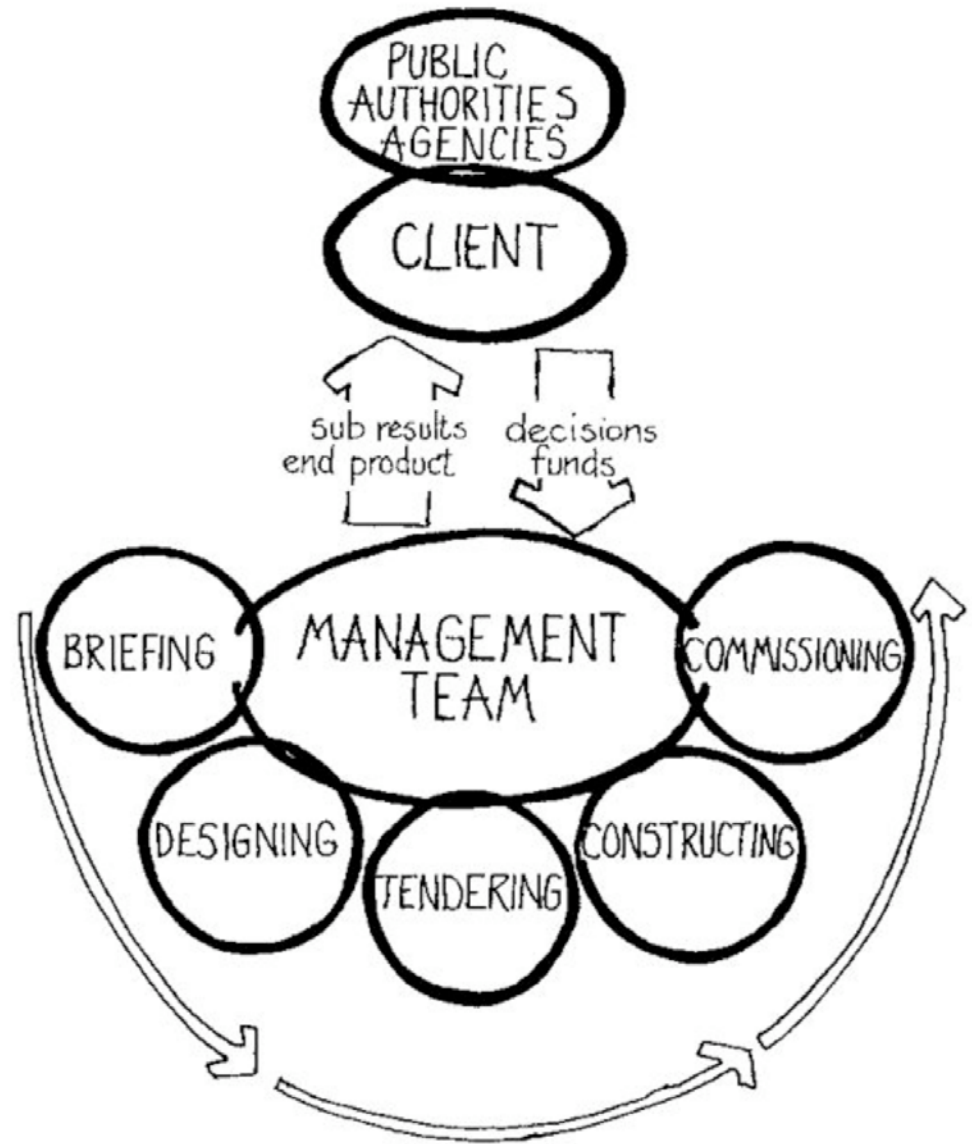 PUBLIC
AUTHORITIES
AGENCIES
CLIENT
sub results
end product
decisions
funds
MANAGEMENT
TEAM
BRIEFING
COMMISSIONING
DESIGNING
TENDERING
CONSTRUCTING